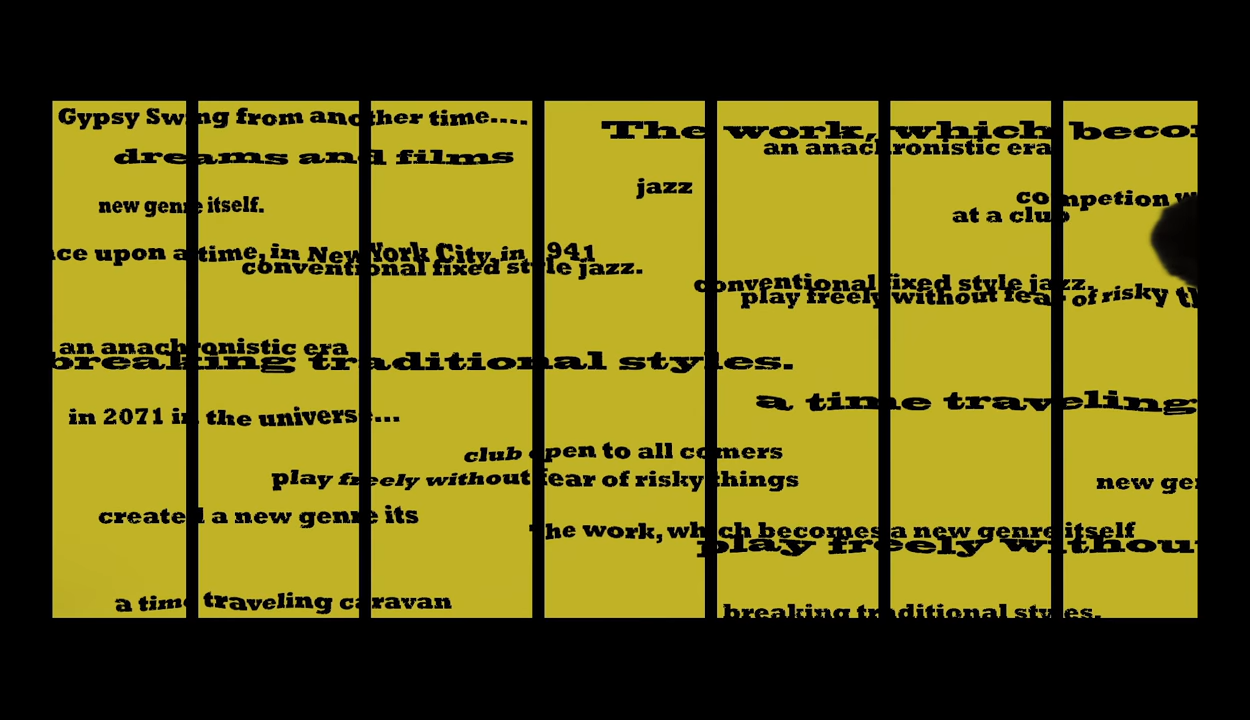 Gypsy Swing from another time....
The work, which becom
an anachronistic era
dreams and films
jazz
new genre itself.
competion w
at a club
ce upon a time, in New York City, in 1941
conventional fixed style jazz.
conventional fixed style jazz.
play freely without fear of risky th
an anachronistic era
breaking traditional styles.
a time traveling
in 2071 in the universe...
club open to all comers
play freely without fear of risky things
new gen
created a new genre its
The work, which becomes a new genre itself
play freely without
a time traveling caravan
breaking traditional styles.